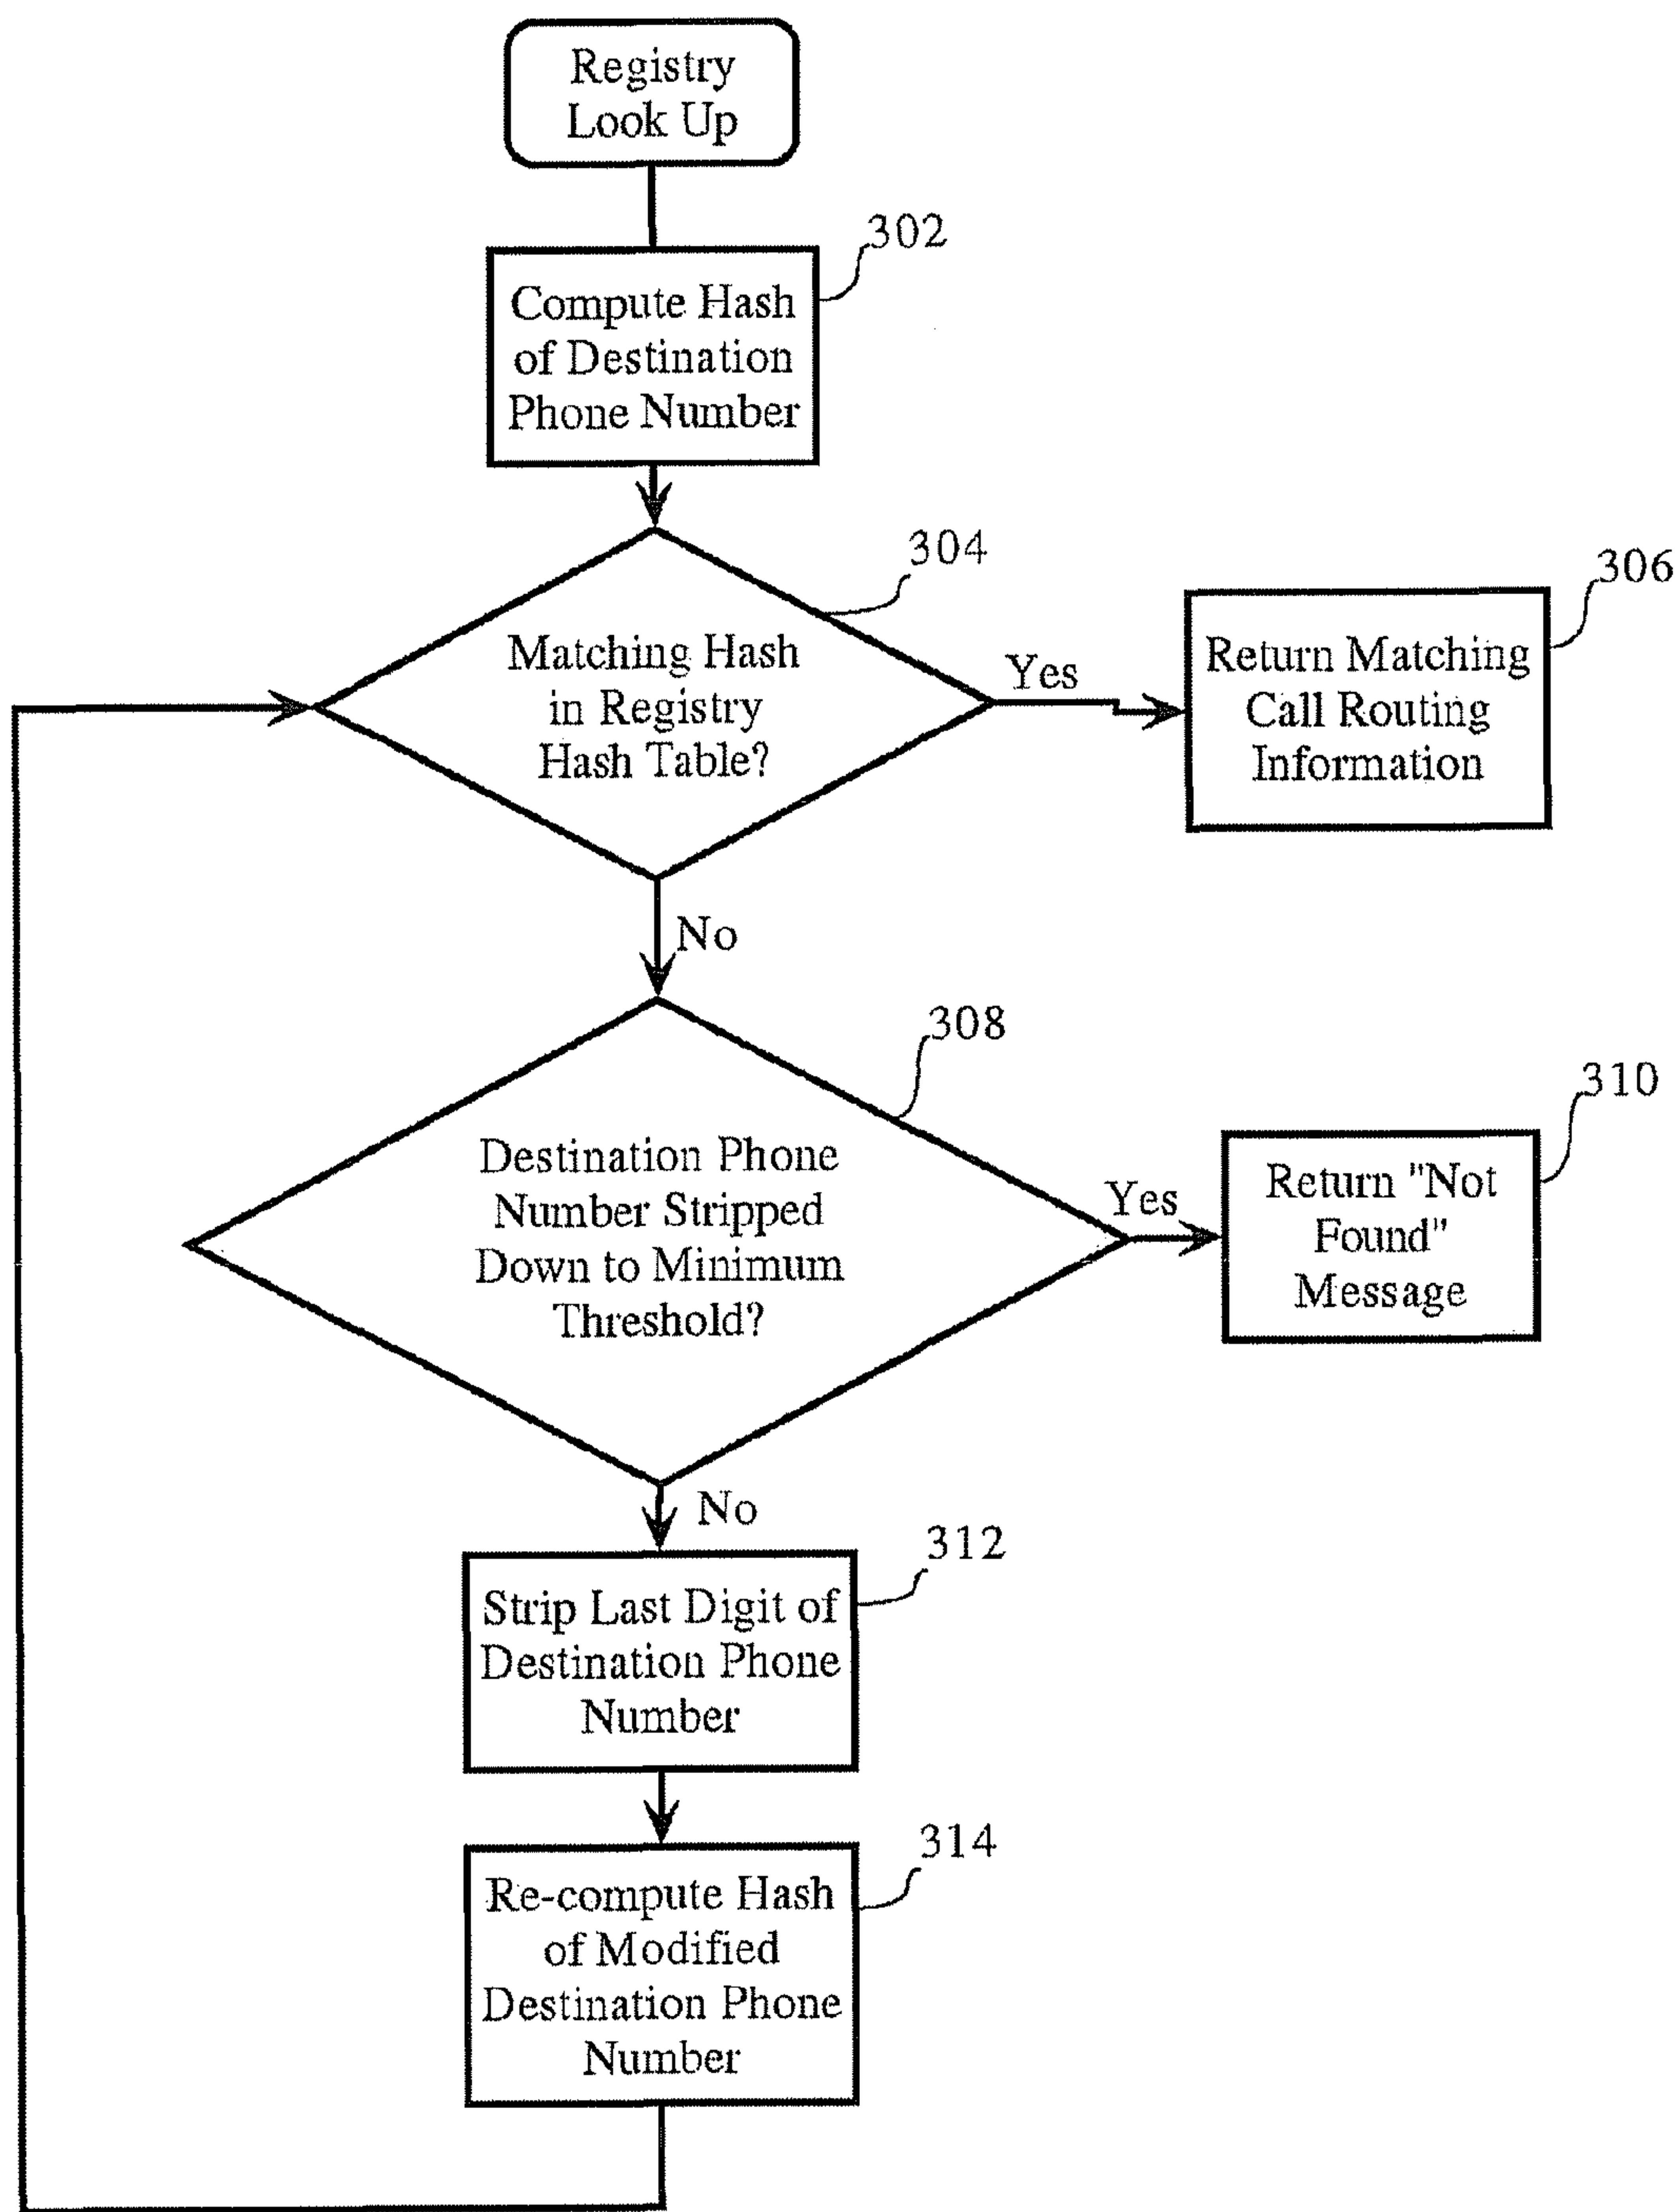 Registry
Look Up
302
Compute Hash
of Destination
Phone Number
304
Matching Hash
in Registry
Hash Table?
Yes
306
Return Matching
Call Routing
Information
No
308
Destination Phone
Number Stripped
Down to Minimum
Threshold?
Yes
310
Return "Not
Found"
Message
No
312
Strip Last Digit of
Destination Phone
Number
314
Re-compute Hash
of Modified
Destination Phone
Number